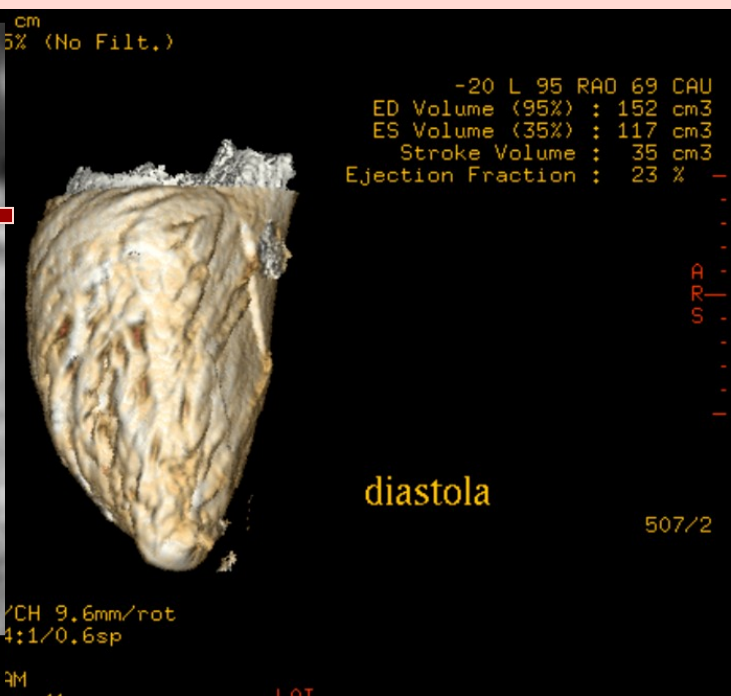 cm
5% (No Filt.)
-20 L 95 RAO 69 CAU
ED Volume (95%) : 152 cm3
ES Volume (35%) : 117 cm3
Stroke Volume : 35 cm3
Ejection Fraction : 23 %
A
R
S
diastola
507/2
/CH 9.6mm/rot
4:1/0.6sp
AM